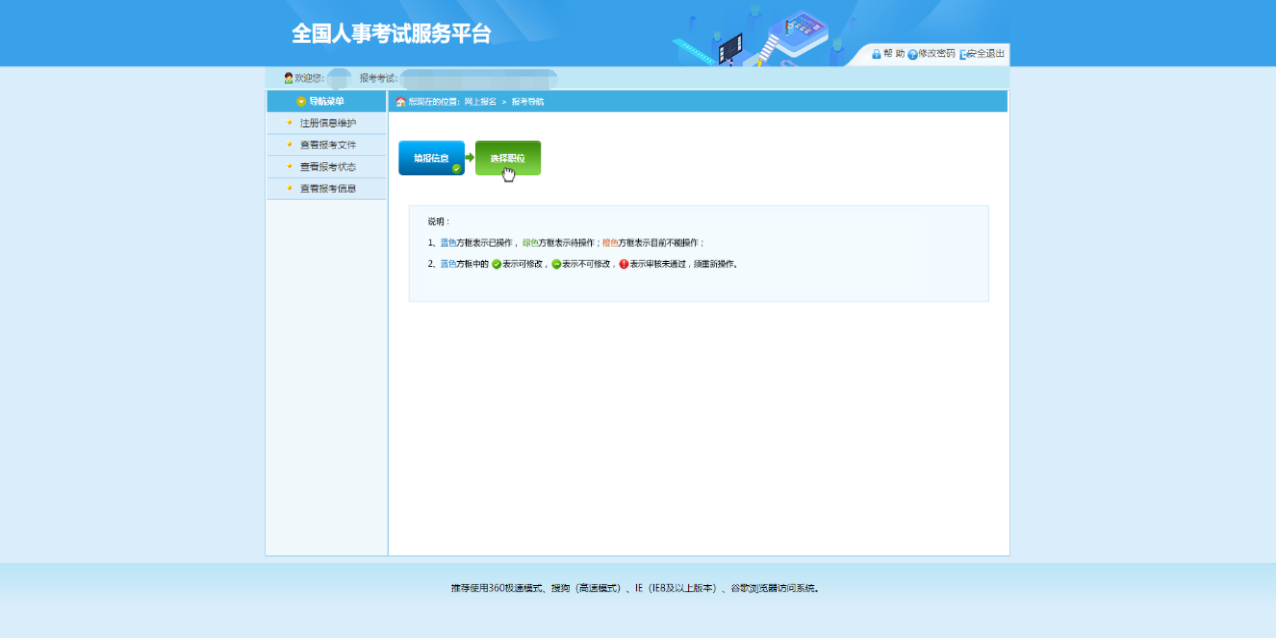 全国人事考试服务平台
帮 助 修改密码 安全退出
欢迎您: 报考考试:
导航菜单
您现在的位置: 网上报名 > 报考导航
注册信息维护
查看报考文件
查看报考状态
查看报考信息
填报信息 选择职位
说明：
1、蓝色方框表示已操作，绿色方框表示待操作；橙色方框表示目前不能操作；
2、蓝色方框中的 表示可修改，表示不可修改，表示审核未通过，须重新操作。
推荐使用360极速模式、搜狗（高速模式）、IE（IE8及以上版本）、谷歌浏览器访问系统。